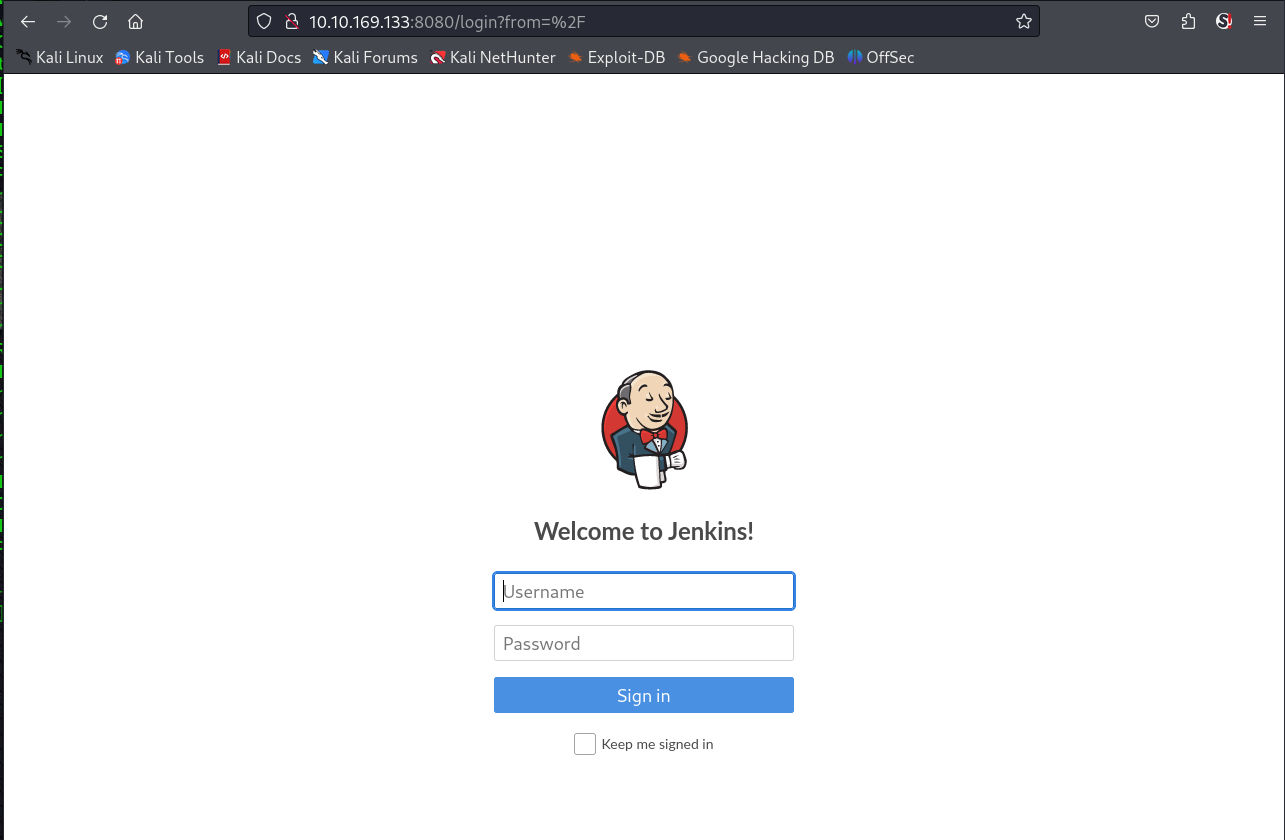 10.10.169.133:8080/login?from=%2F
Kali Linux Kali Tools Kali Docs Kali Forums Kali NetHunter Exploit-DB Google Hacking DB OffSec
Welcome to Jenkins!
Username
Password
Sign in
Keep me signed in